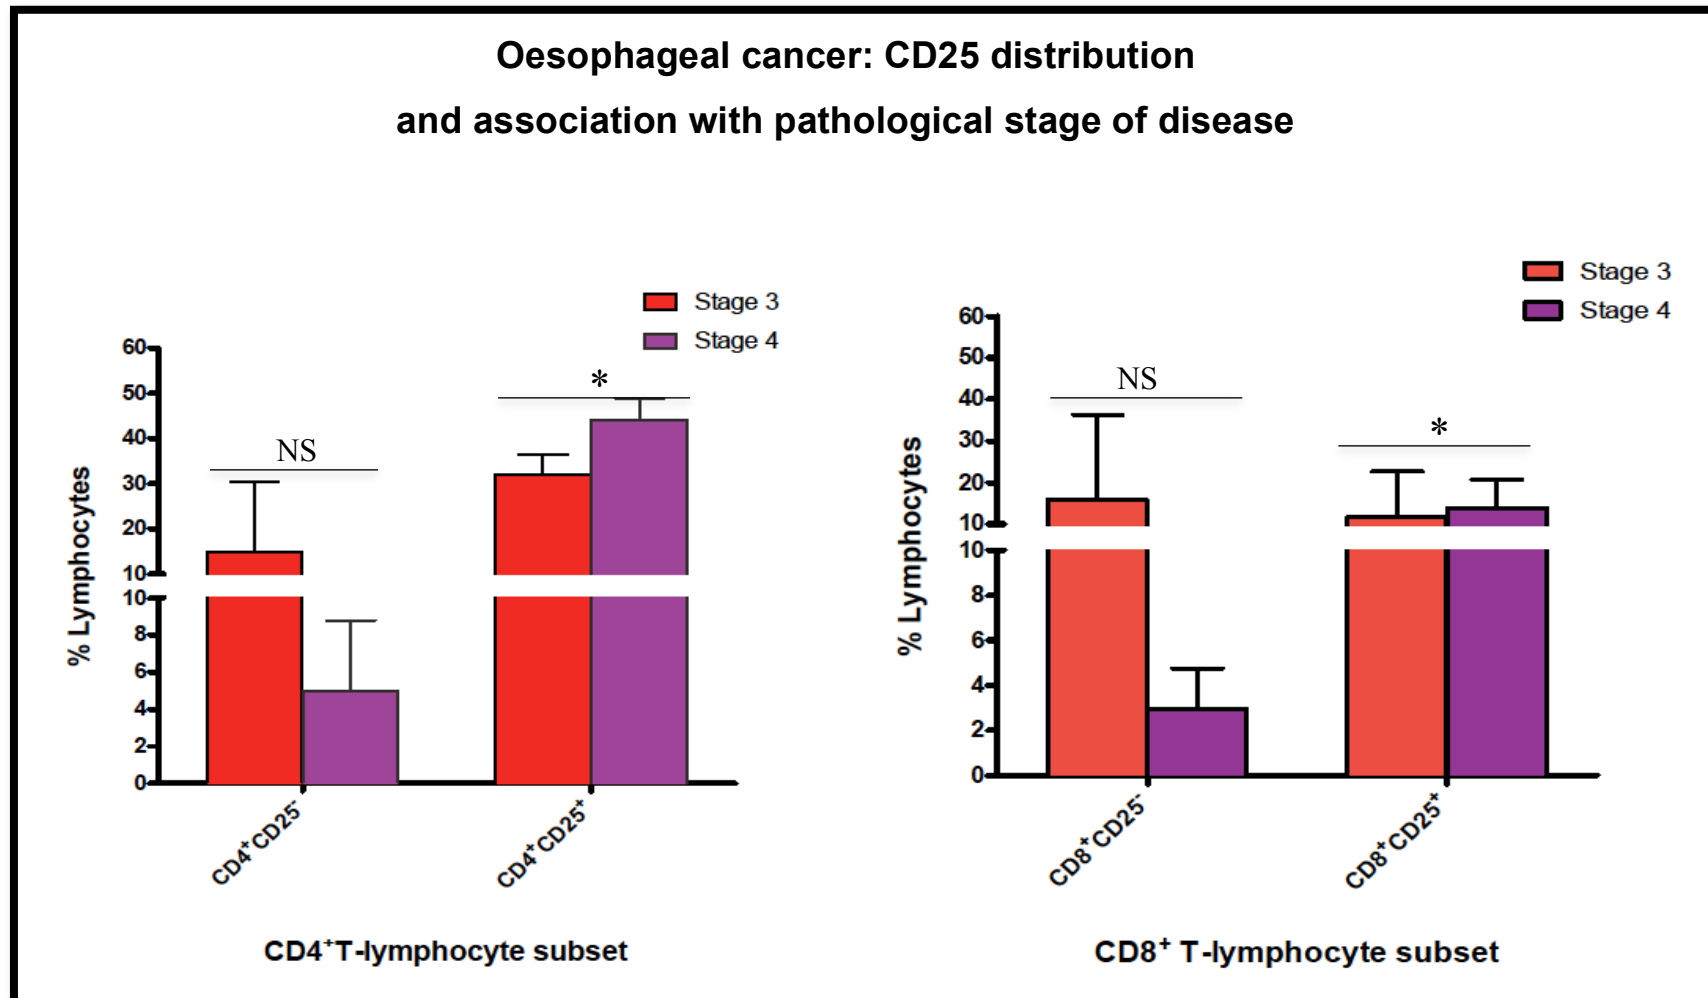 Oesophageal cancer: CD25 distribution
and association with pathological stage of disease
Stage 3
Stage 4
60
50
40
30
20
10
10
8
6
4
2
0
% Lymphocytes
NS
*
CD4⁺CD25⁻
CD4⁺CD25⁺
CD4⁺T-lymphocyte subset
Stage 3
Stage 4
60
50
40
30
20
10
10
8
6
4
2
0
% Lymphocytes
NS
*
CD8⁺CD25⁻
CD8⁺CD25⁺
CD8⁺ T-lymphocyte subset